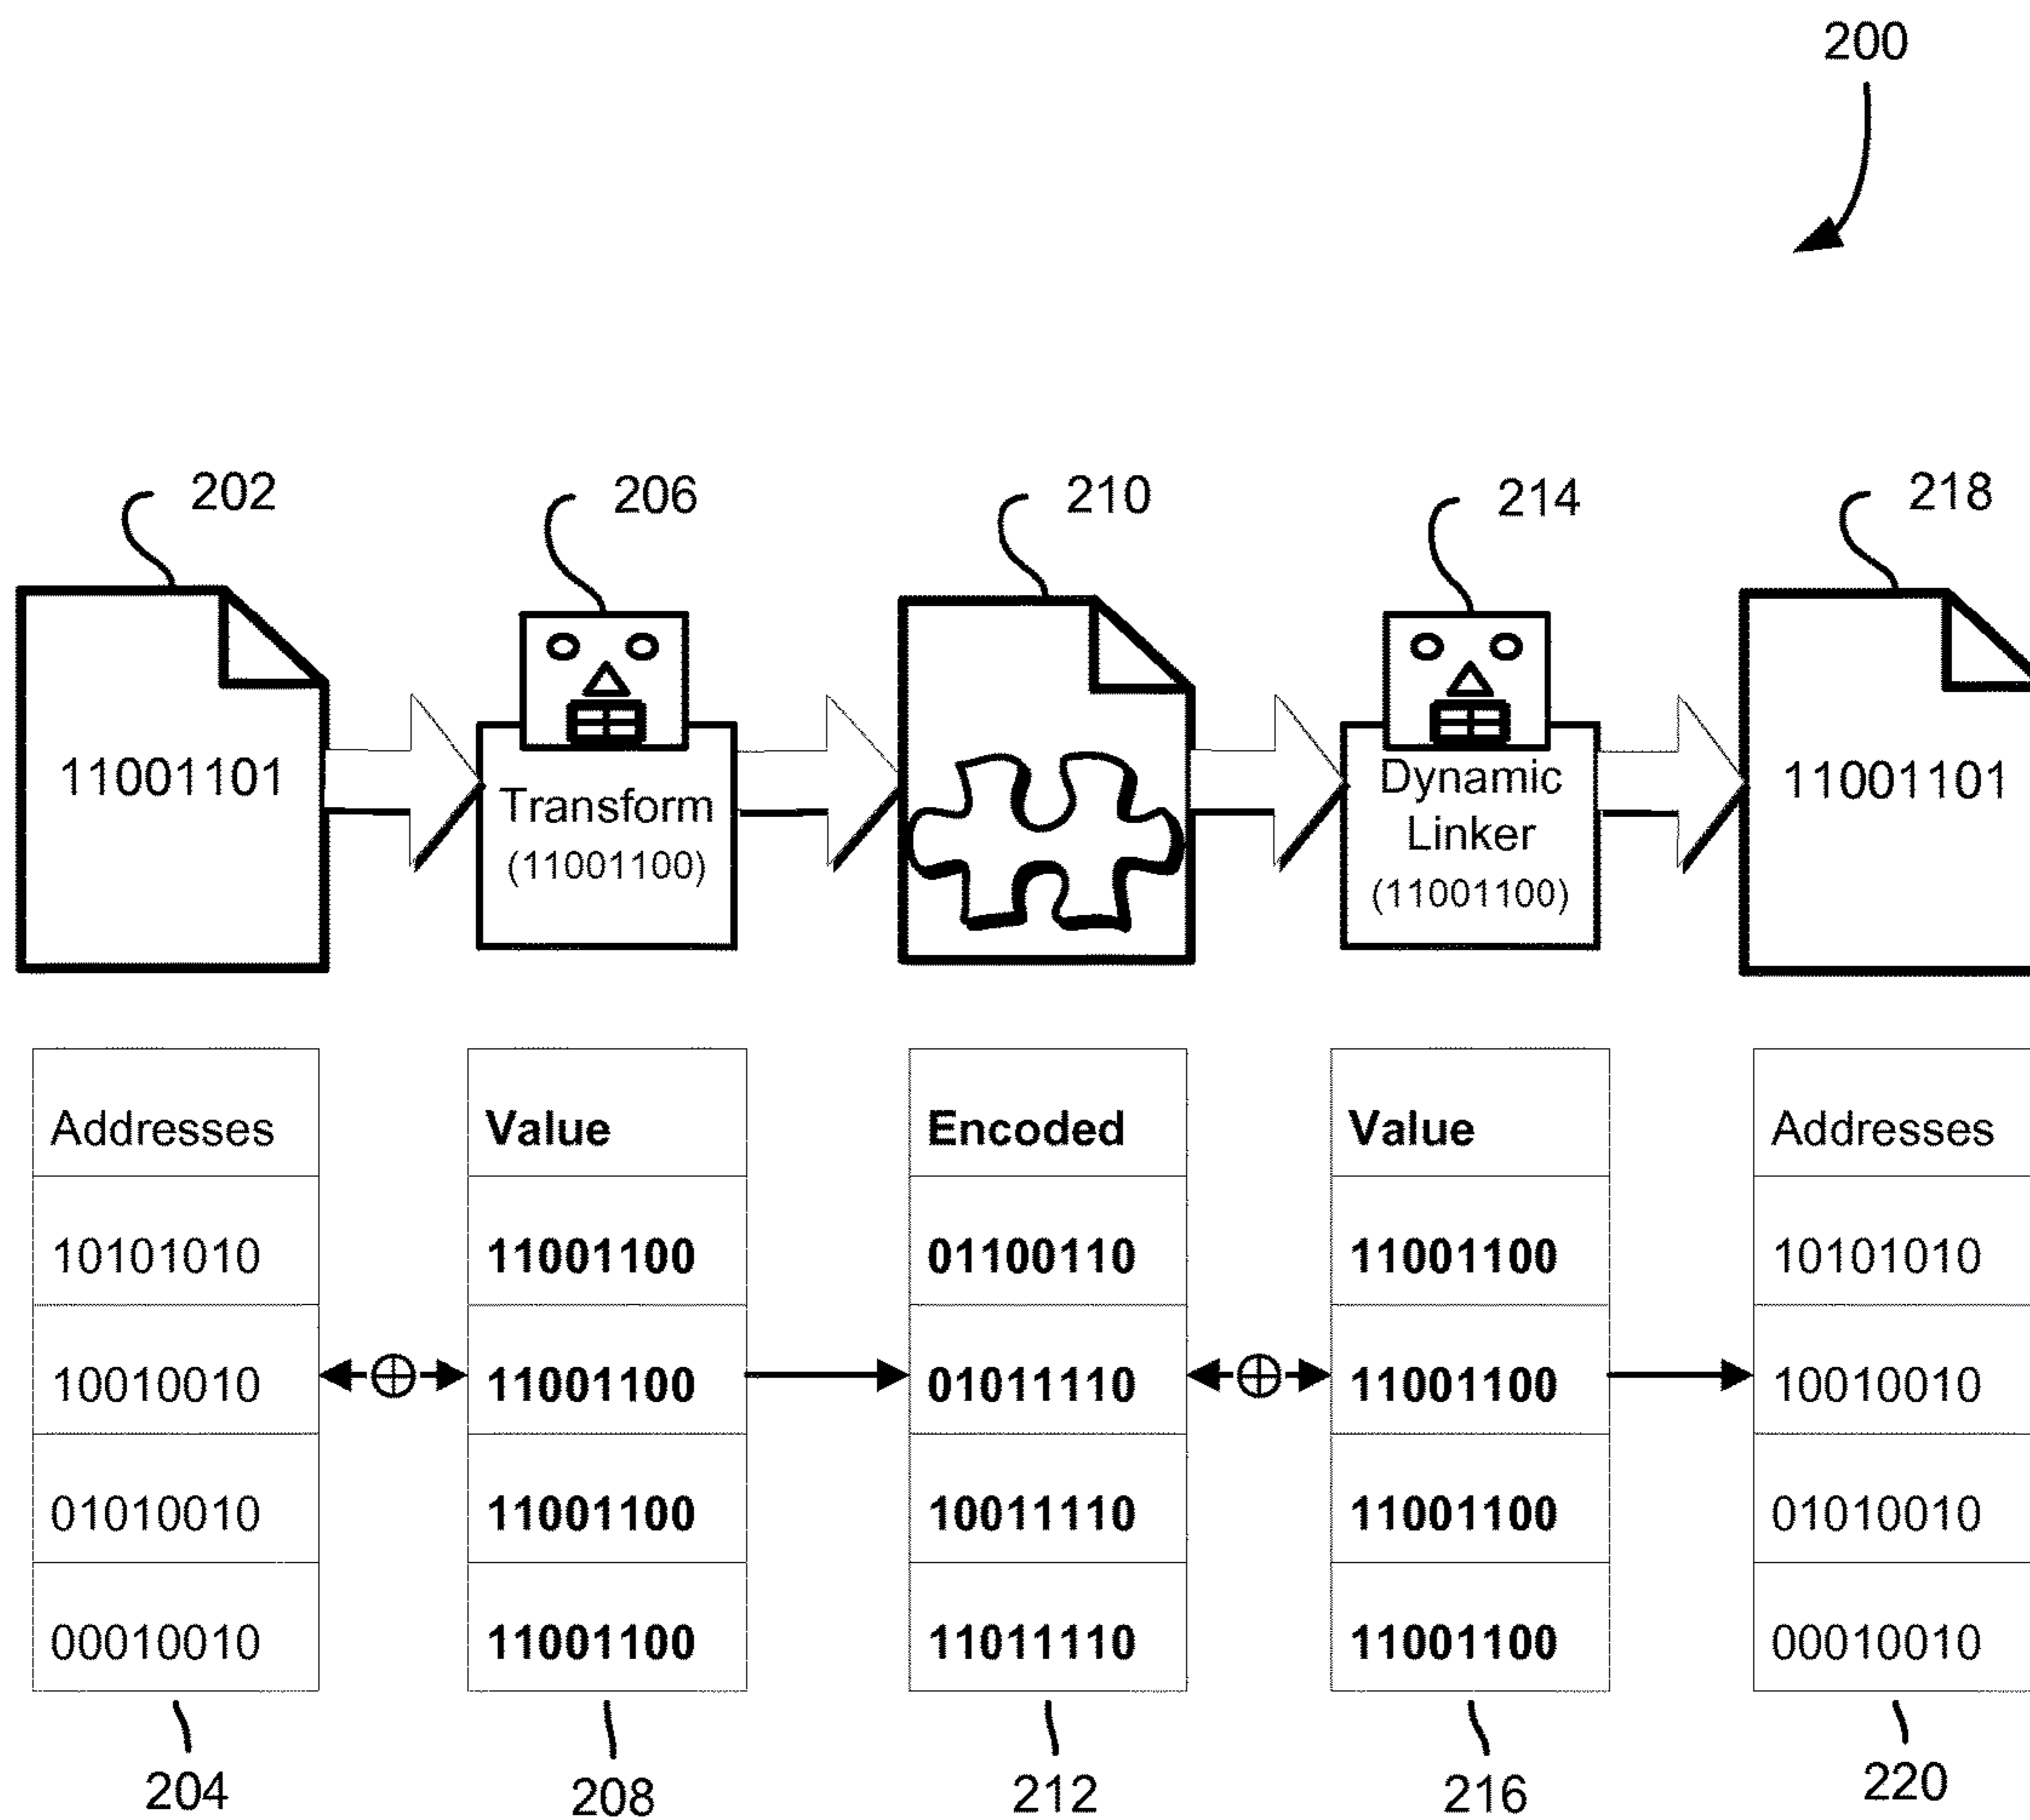 200
202
206
210
214
218
11001101
Transform
(11001100)
Dynamic
Linker
(11001100)
11001101
Addresses Value Encoded Value Addresses
10101010 11001100 01100110 11001100 10101010
10010010 11001100 01011110 11001100 10010010
01010010 11001100 10011110 11001100 01010010
00010010 11001100 11011110 11001100 00010010
204
208
212
216
220